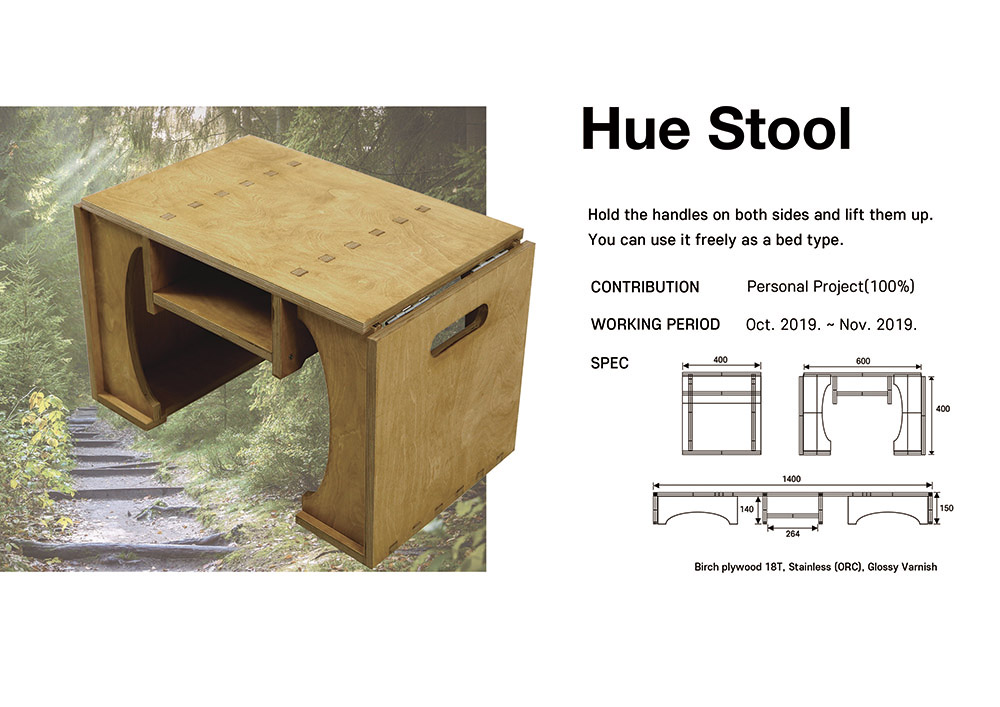 Hue Stool
Hold the handles on both sides and lift them up.
You can use it freely as a bed type.
CONTRIBUTION Personal Project(100%)
WORKING PERIOD Oct. 2019. ~ Nov. 2019.
SPEC
400
600
400
1400
140
150
264
Birch plywood 18T, Stainless (ORC), Glossy Varnish